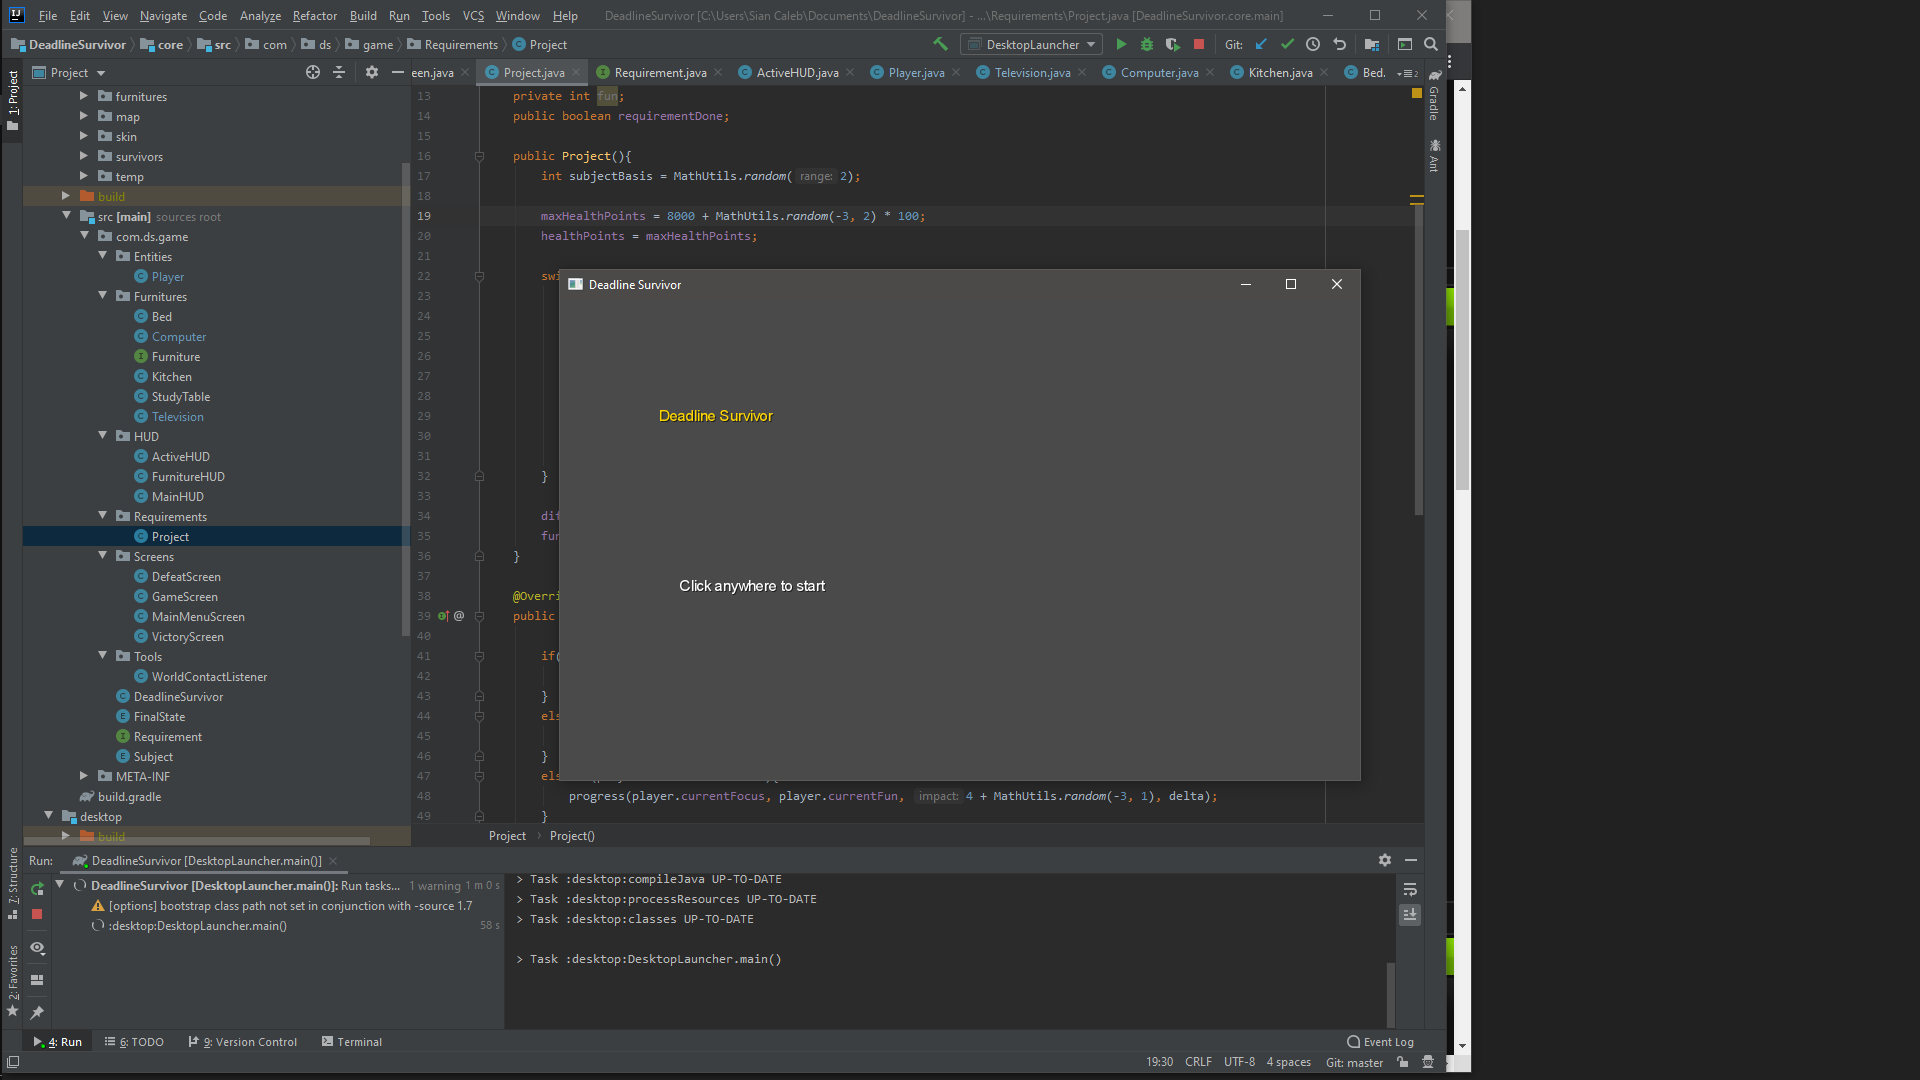 File Edit View Navigate Code Analyze Refactor Build Run Tools VCS Window Help DeadlineSurvivor [C:\Users\Sian Caleb\Documents\DeadlineSurvivor] - ...\Requirements\Project.java [DeadlineSurvivor.core.main]
DeadlineSurvivor core src com ds game Requirements Project DesktopLauncher Git:
Project
een.java Project.java Requirement.java ActiveHUD.java Player.java Television.java Computer.java Kitchen.java Bed.
1: Project
furnitures
map
skin
survivors
temp
build
src [main] sources root
com.ds.game
Entities
Player
Furnitures
Bed
Computer
Furniture
Kitchen
StudyTable
Television
HUD
ActiveHUD
FurnitureHUD
MainHUD
Requirements
Project
Screens
DefeatScreen
GameScreen
MainMenuScreen
VictoryScreen
Tools
WorldContactListener
DeadlineSurvivor
FinalState
Requirement
Subject
META-INF
build.gradle
desktop
build
13 private int fun;
14 public boolean requirementDone;
15
16 public Project(){
17 int subjectBasis = MathUtils.random( range: 2);
18
19 maxHealthPoints = 8000 + MathUtils.random(-3, 2) * 100;
20 healthPoints = maxHealthPoints;
21
22 swi
23
24
25
26
27
28
29
30
31
32 }
33
34 dif
35 fun
36 }
37
38 @Overri
39 @ public
40
41 if(
42
43 }
44 els
45
46 }
47 els
48 progress(player.currentFocus, player.currentFun, impact: 4 + MathUtils.random(-3, 1), delta);
49 }
Project Project()
Deadline Survivor
Deadline Survivor
Click anywhere to start
Gradle
Ant
Run: DeadlineSurvivor [DesktopLauncher.main()]
DeadlineSurvivor [DesktopLauncher.main()]: Run tasks... 1 warning 1 m 0 s
[options] bootstrap class path not set in conjunction with -source 1.7
:desktop:DesktopLauncher.main() 58 s
> Task :desktop:compileJava UP-TO-DATE
> Task :desktop:processResources UP-TO-DATE
> Task :desktop:classes UP-TO-DATE
> Task :desktop:DesktopLauncher.main()
7: Structure
2: Favorites
4: Run 6: TODO 9: Version Control Terminal Event Log
19:30 CRLF UTF-8 4 spaces Git: master